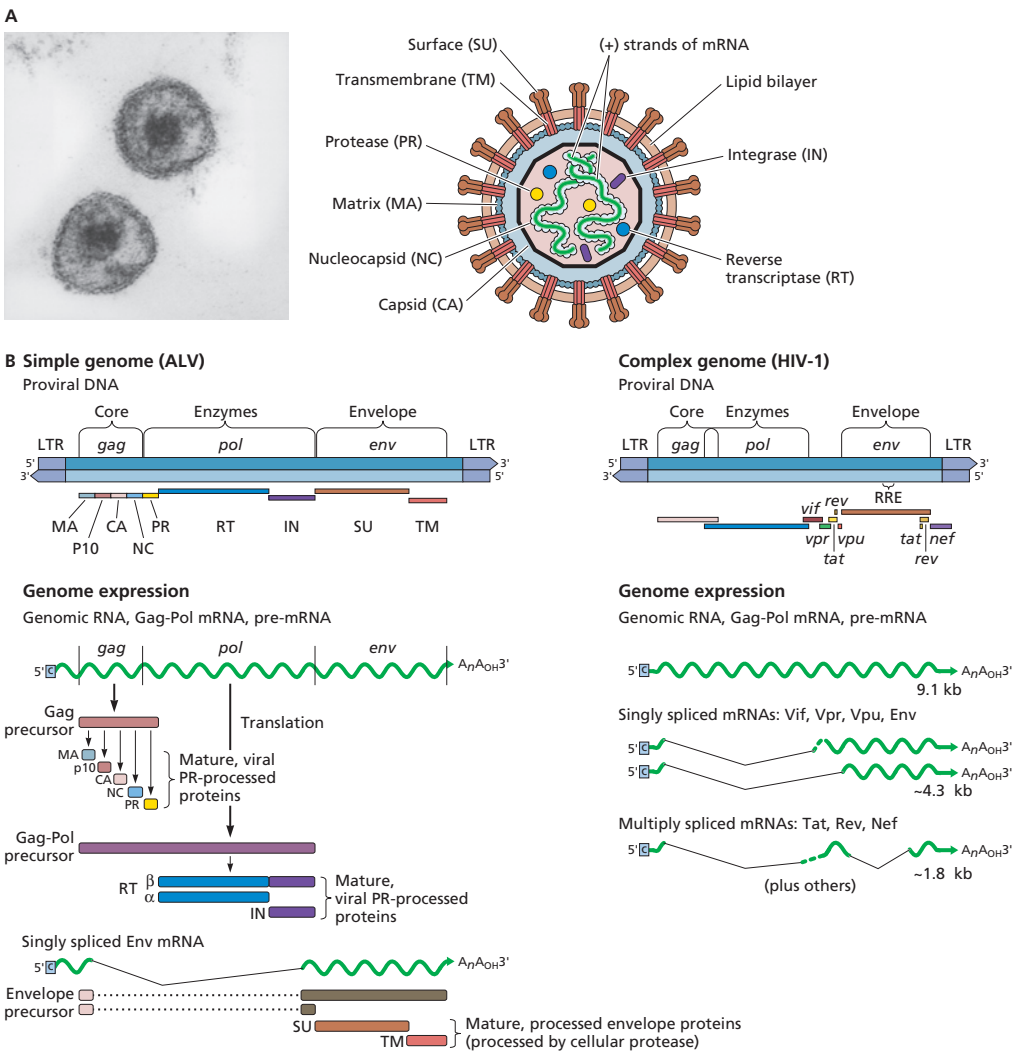 A
Surface (SU)
(+) strands of mRNA
Transmembrane (TM)
Lipid bilayer
Protease (PR)
Integrase (IN)
Matrix (MA)
Nucleocapsid (NC)
Reverse
transcriptase (RT)
Capsid (CA)
B Simple genome (ALV)
Proviral DNA
Core
Enzymes
Envelope
LTR
gag
pol
env
LTR
5'
3'
3'
5'
MA
CA
PR
RT
IN
SU
TM
P10
NC
Genome expression
Genomic RNA, Gag-Pol mRNA, pre-mRNA
gag
pol
env
5' C
AnAOH3'
Gag
precursor
Translation
MA
p10
CA
NC
PR
Mature, viral
PR-processed
proteins
Gag-Pol
precursor
RT β
α
IN
Mature,
viral PR-processed
proteins
Singly spliced Env mRNA
5' C
AnAOH3'
Envelope
precursor
SU
TM
Mature, processed envelope proteins
(processed by cellular protease)
Complex genome (HIV-1)
Proviral DNA
Core
Enzymes
Envelope
LTR
gag
pol
env
LTR
5'
3'
3'
5'
RRE
vif
rev
vpr
vpu
tat
tat
nef
rev
Genome expression
Genomic RNA, Gag-Pol mRNA, pre-mRNA
5' C
AnAOH3'
9.1 kb
Singly spliced mRNAs: Vif, Vpr, Vpu, Env
5' C
AnAOH3'
5' C
AnAOH3'
~4.3 kb
Multiply spliced mRNAs: Tat, Rev, Nef
5' C
AnAOH3'
(plus others)
~1.8 kb